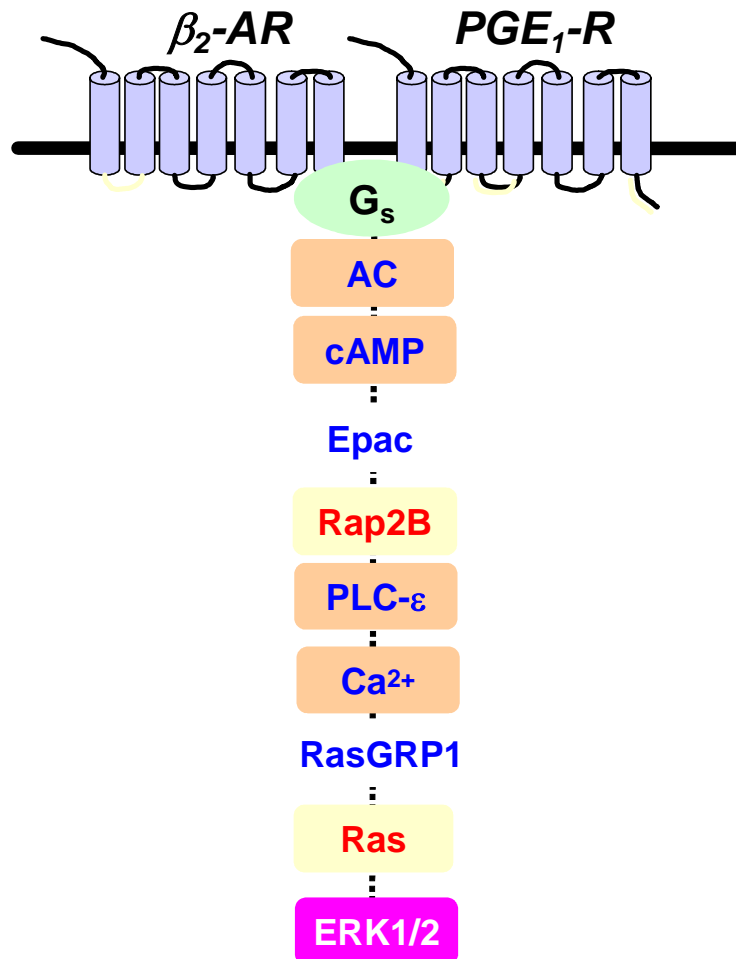 β₂-AR PGE₁-R
Gₛ
AC
cAMP
Epac
Rap2B
PLC-ε
Ca²⁺
RasGRP1
Ras
ERK1/2